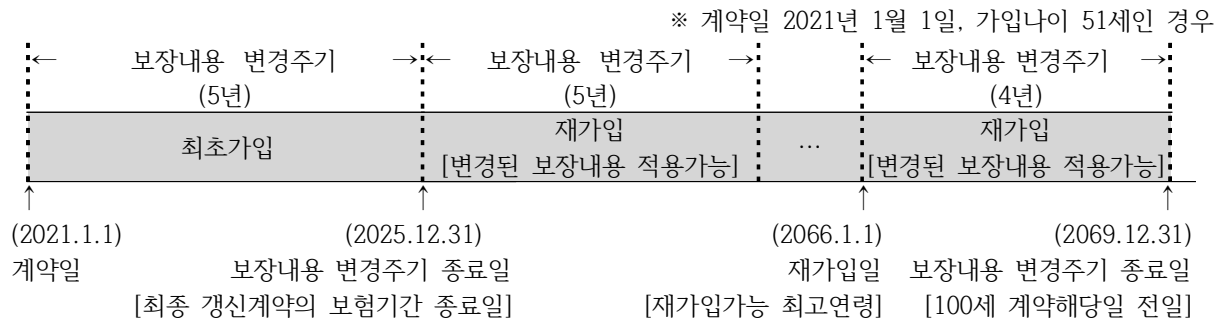 ※ 계약일 2021년 1월 1일, 가입나이 51세인 경우
← 보장내용 변경주기 → ← 보장내용 변경주기 → ← 보장내용 변경주기 →
(5년) (5년) (4년)
최초가입 재가입 … 재가입
[변경된 보장내용 적용가능] [변경된 보장내용 적용가능]
↑ ↑ ↑ ↑
(2021.1.1) (2025.12.31) (2066.1.1) (2069.12.31)
계약일 보장내용 변경주기 종료일 재가입일 보장내용 변경주기 종료일
[최종 갱신계약의 보험기간 종료일] [재가입가능 최고연령] [100세 계약해당일 전일]